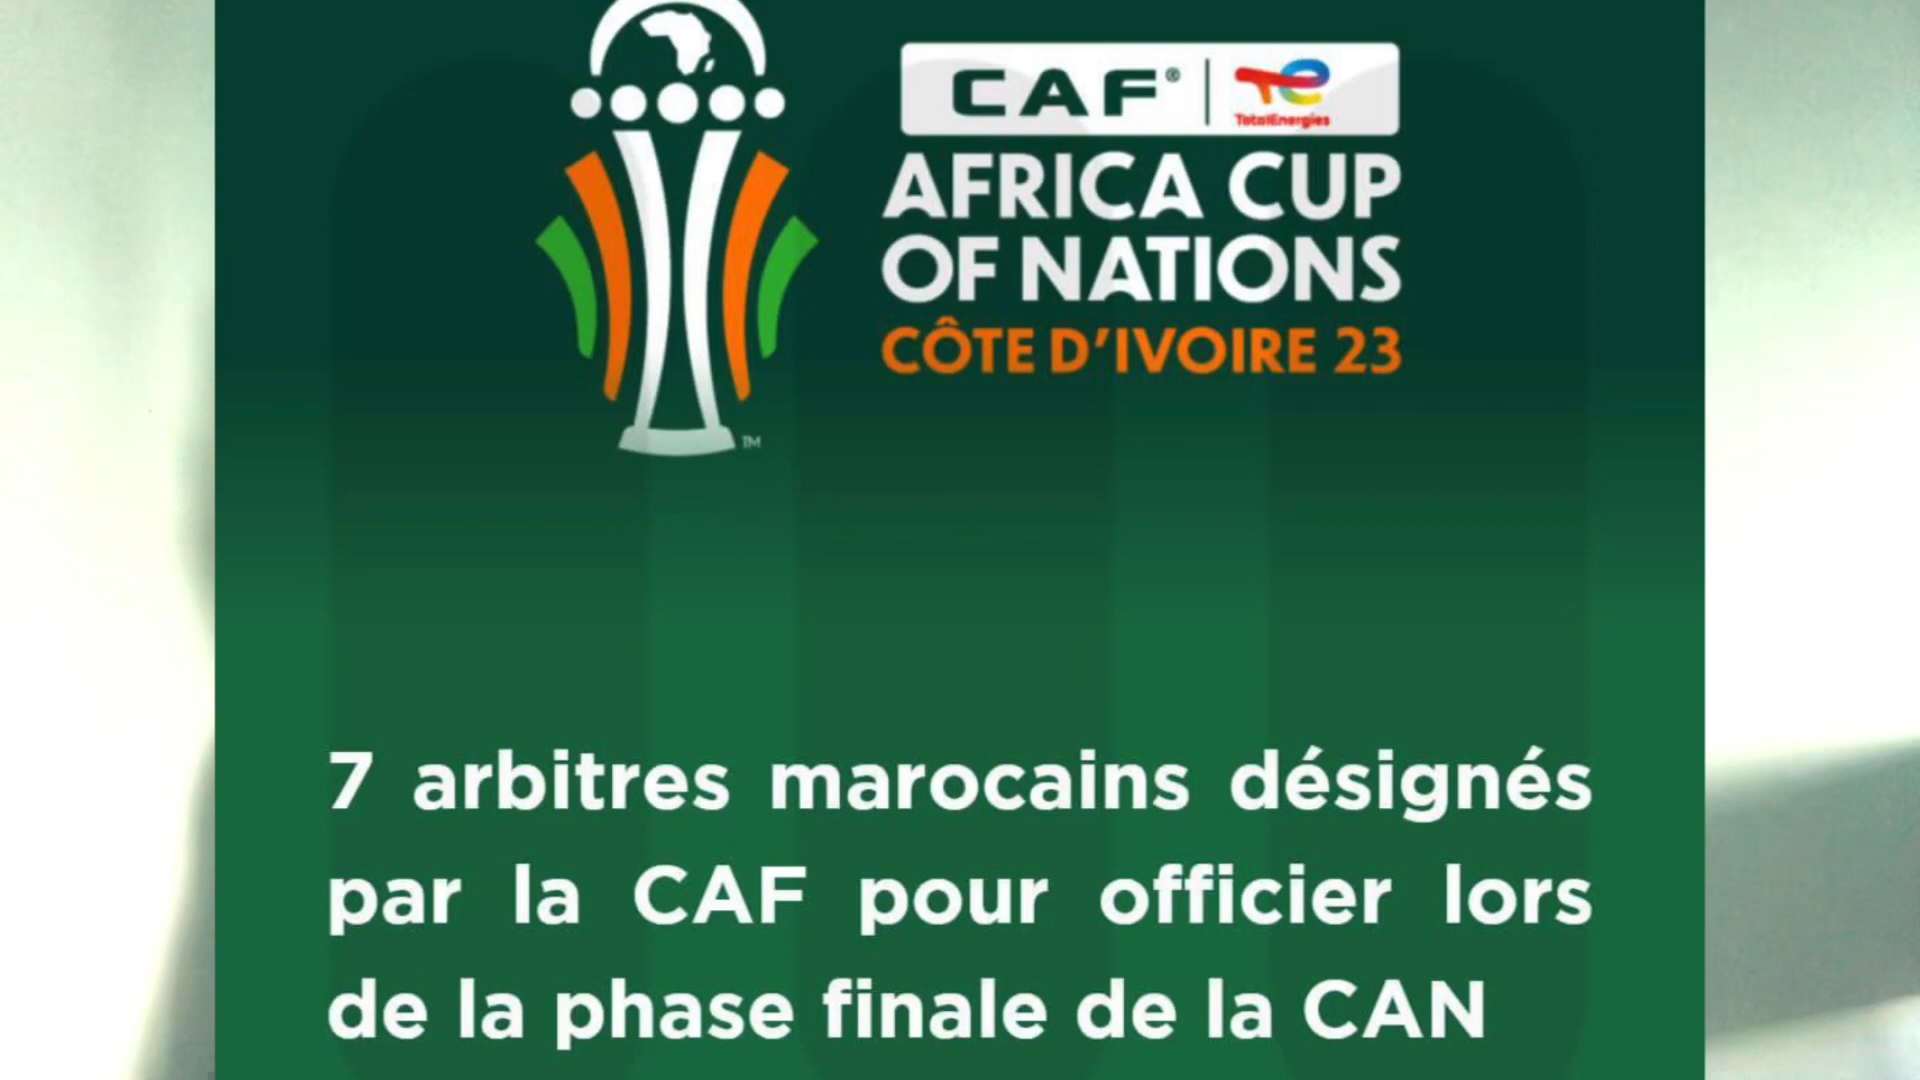 CAF® | TotalEnergies
AFRICA CUP
OF NATIONS
CÔTE D'IVOIRE 23
TM
7 arbitres marocains désignés
par la CAF pour officier lors
de la phase finale de la CAN